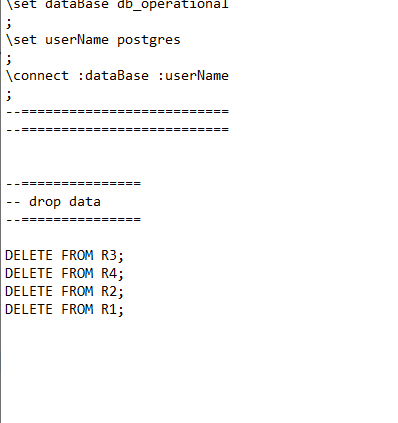 \set dataBase db_operational
;
\set userName postgres
;
\connect :dataBase :userName
;
--==========================
--==========================
--===============
-- drop data
--===============
DELETE FROM R3;
DELETE FROM R4;
DELETE FROM R2;
DELETE FROM R1;